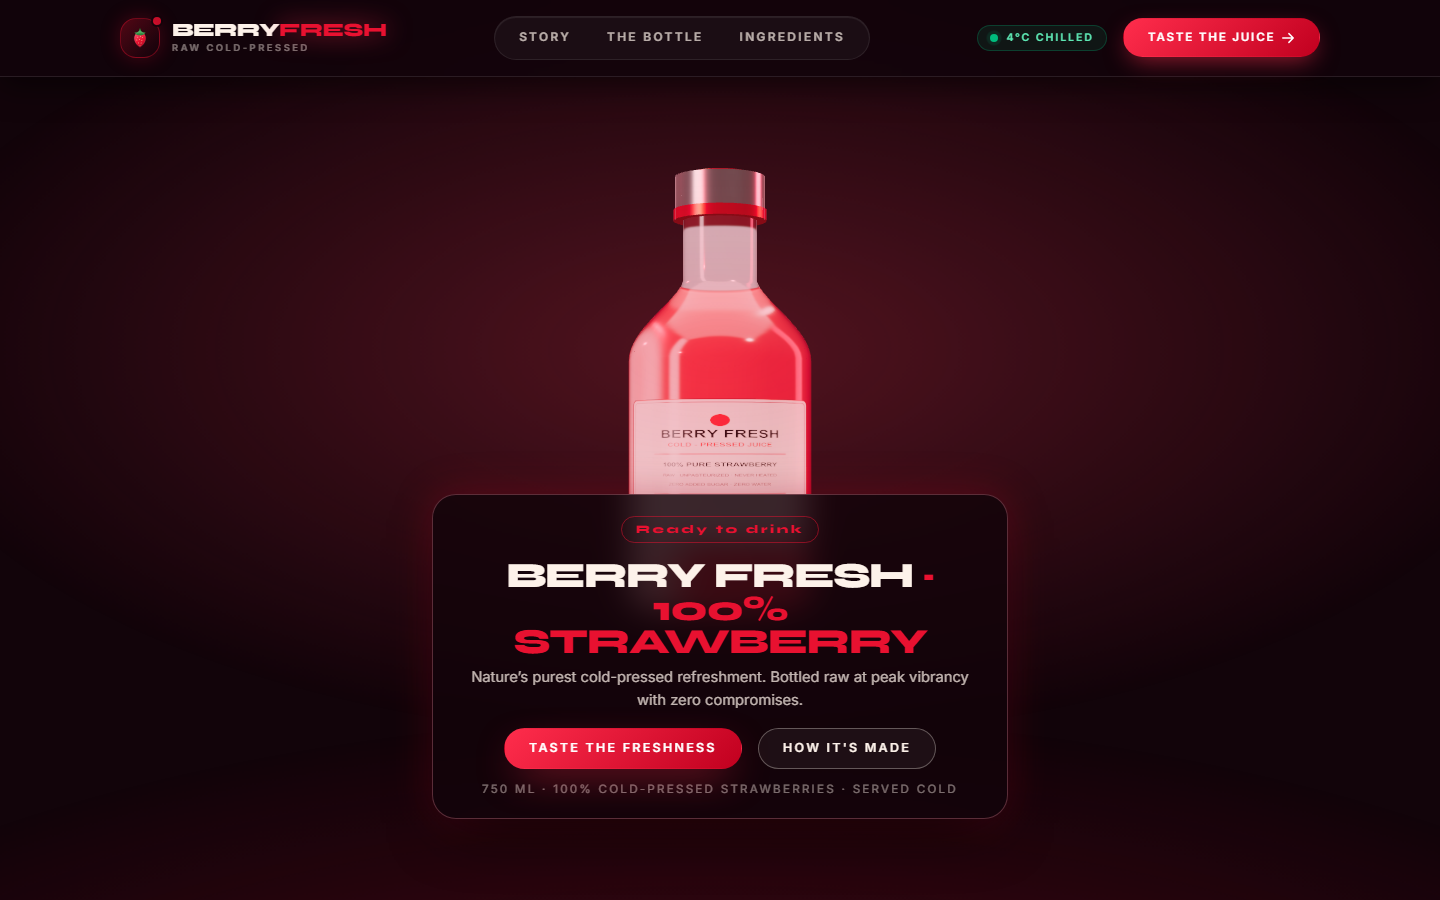 BERRYFRESH
RAW COLD-PRESSED
STORY
THE BOTTLE
INGREDIENTS
4°C CHILLED
TASTE THE JUICE →
BERRY FRESH
COLD - PRESSED JUICE
100% PURE STRAWBERRY
Ready to drink
BERRY FRESH -
100%
STRAWBERRY
Nature's purest cold-pressed refreshment. Bottled raw at peak vibrancy
with zero compromises.
TASTE THE FRESHNESS
HOW IT'S MADE
750 ML · 100% COLD-PRESSED STRAWBERRIES · SERVED COLD